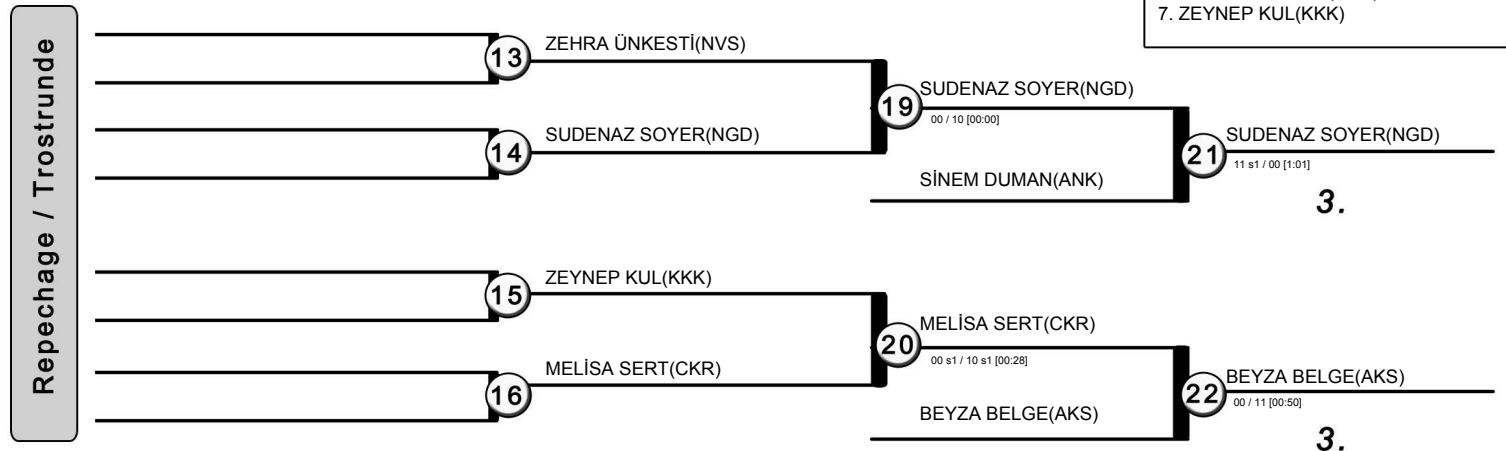 7. ZEYNEP KUL(KKK)
Repechage / Trostrunde
13
ZEHRA ÜNKESTİ(NVS)
19
SUDENAZ SOYER(NGD)
00 / 10 [00:00]
14
SUDENAZ SOYER(NGD)
21
SUDENAZ SOYER(NGD)
11 s1 / 00 [1:01]
SİNEM DUMAN(ANK)
3.
15
ZEYNEP KUL(KKK)
20
MELİSA SERT(CKR)
00 s1 / 10 s1 [00:28]
16
MELİSA SERT(CKR)
22
BEYZA BELGE(AKS)
00 / 11 [00:50]
BEYZA BELGE(AKS)
3.